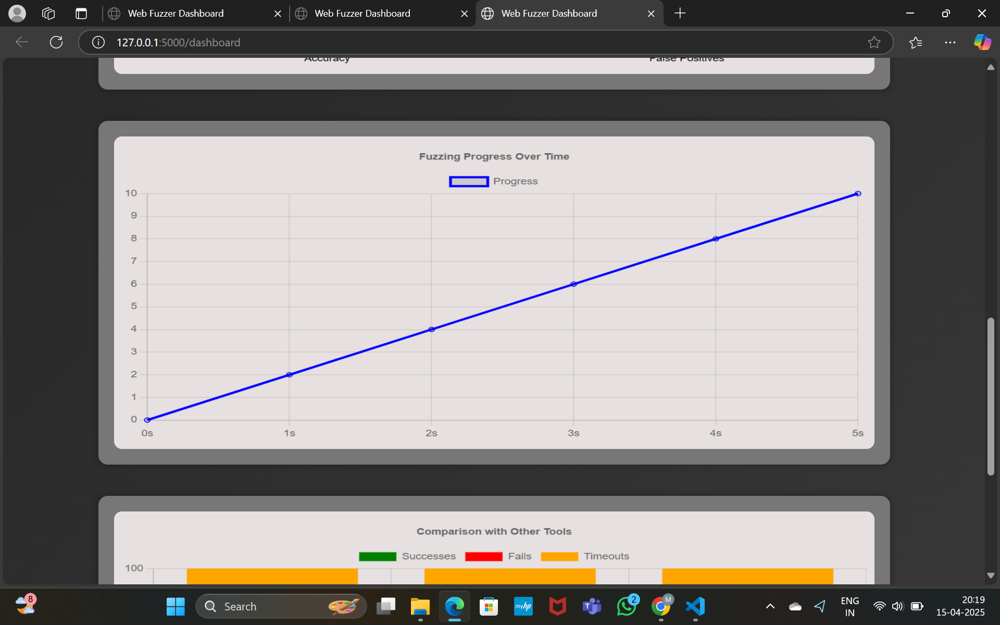 Web Fuzzer Dashboard
Web Fuzzer Dashboard
Web Fuzzer Dashboard
127.0.0.1:5000/dashboard
Accuracy
False Positives
Fuzzing Progress Over Time
Progress
10
9
8
7
6
5
4
3
2
1
0
0s 1s 2s 3s 4s 5s
Comparison with Other Tools
Successes Fails Timeouts
100
8
Search
myhp
T
2
M
ENG
IN
20:19
15-04-2025